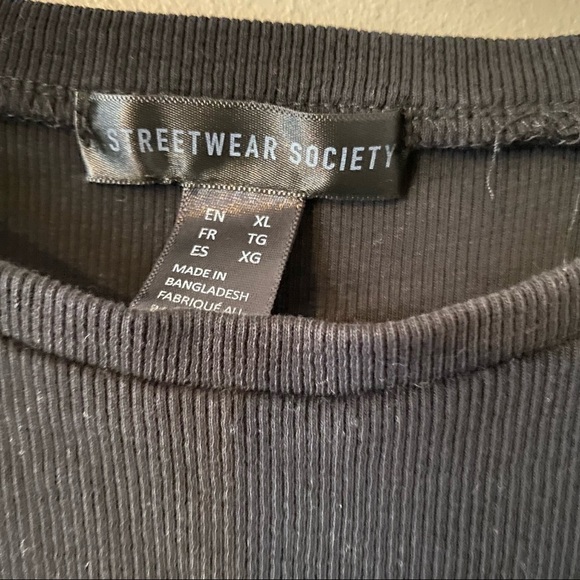 STREETWEAR SOCIETY
EN XL
FR TG
ES XG
MADE IN
BANGLADESH
FABRIQUÉ AU